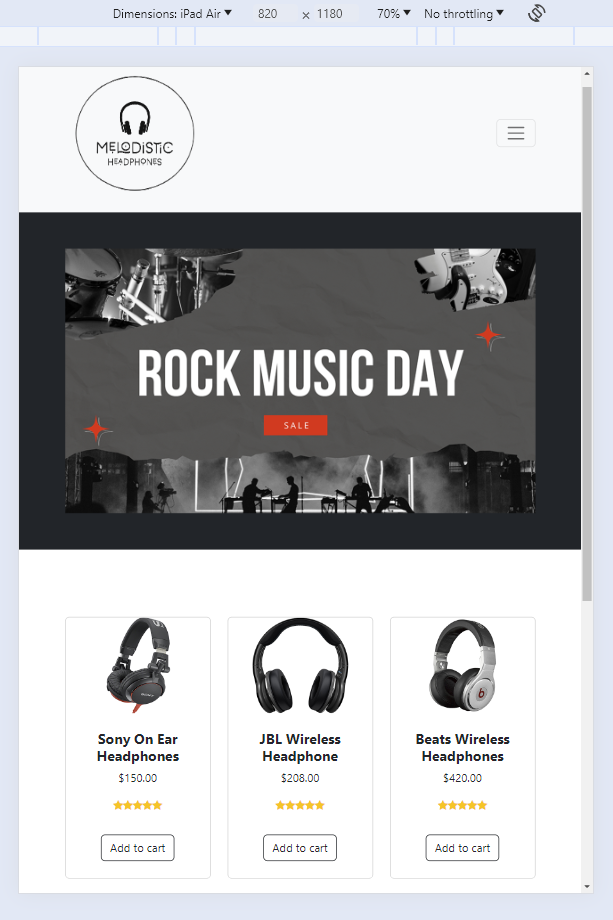 Dimensions: iPad Air 820 × 1180 70% No throttling
MELODISTIC
HEADPHONES
ROCK MUSIC DAY
SALE
Sony On Ear
Headphones
$150.00
Add to cart
JBL Wireless
Headphone
$208.00
Add to cart
Beats Wireless
Headphones
$420.00
Add to cart